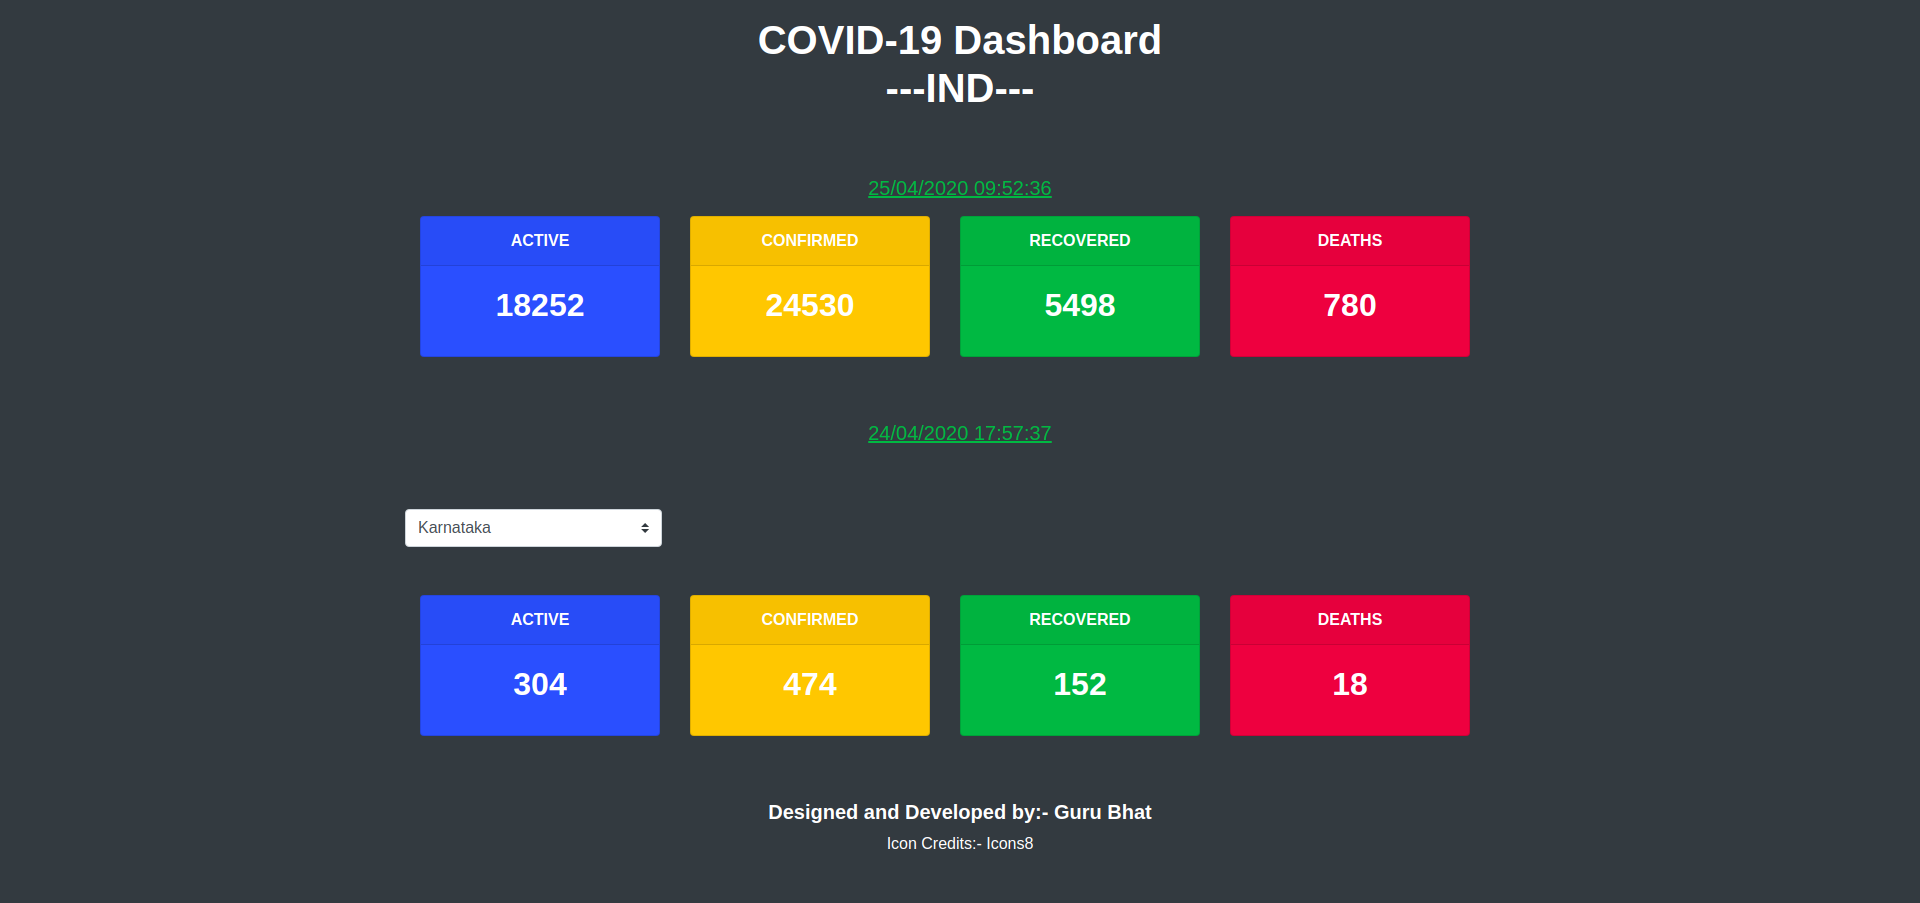 COVID-19 Dashboard
---IND---
25/04/2020 09:52:36
ACTIVE CONFIRMED RECOVERED DEATHS
18252 24530 5498 780
24/04/2020 17:57:37
Karnataka
ACTIVE CONFIRMED RECOVERED DEATHS
304 474 152 18
Designed and Developed by:- Guru Bhat
Icon Credits:- Icons8